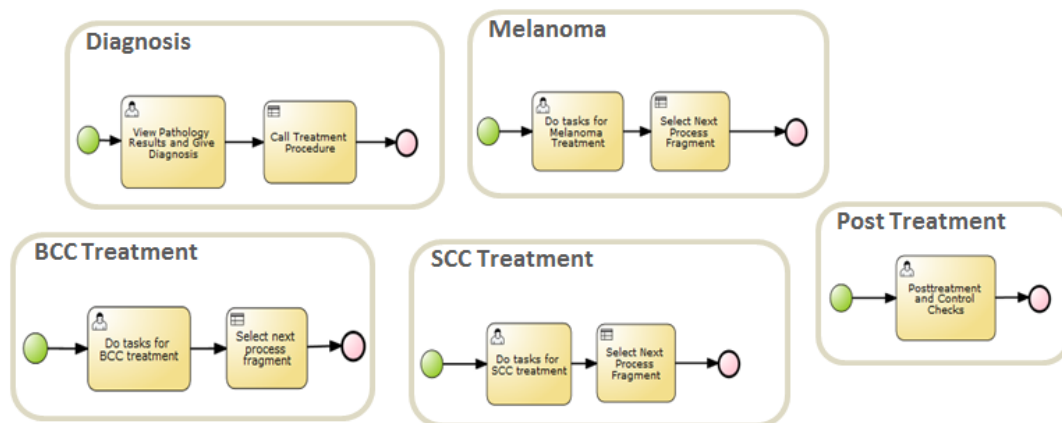 Diagnosis
View Pathology
Results and Give
Diagnosis
Call Treatment
Procedure
Melanoma
Do tasks for
Melanoma
Treatment
Select Next
Process
Fragment
BCC Treatment
Do tasks for
BCC treatment
Select next
process
fragment
SCC Treatment
Do tasks for
SCC treatment
Select Next
Process
Fragment
Post Treatment
Posttreatment
and Control
Checks